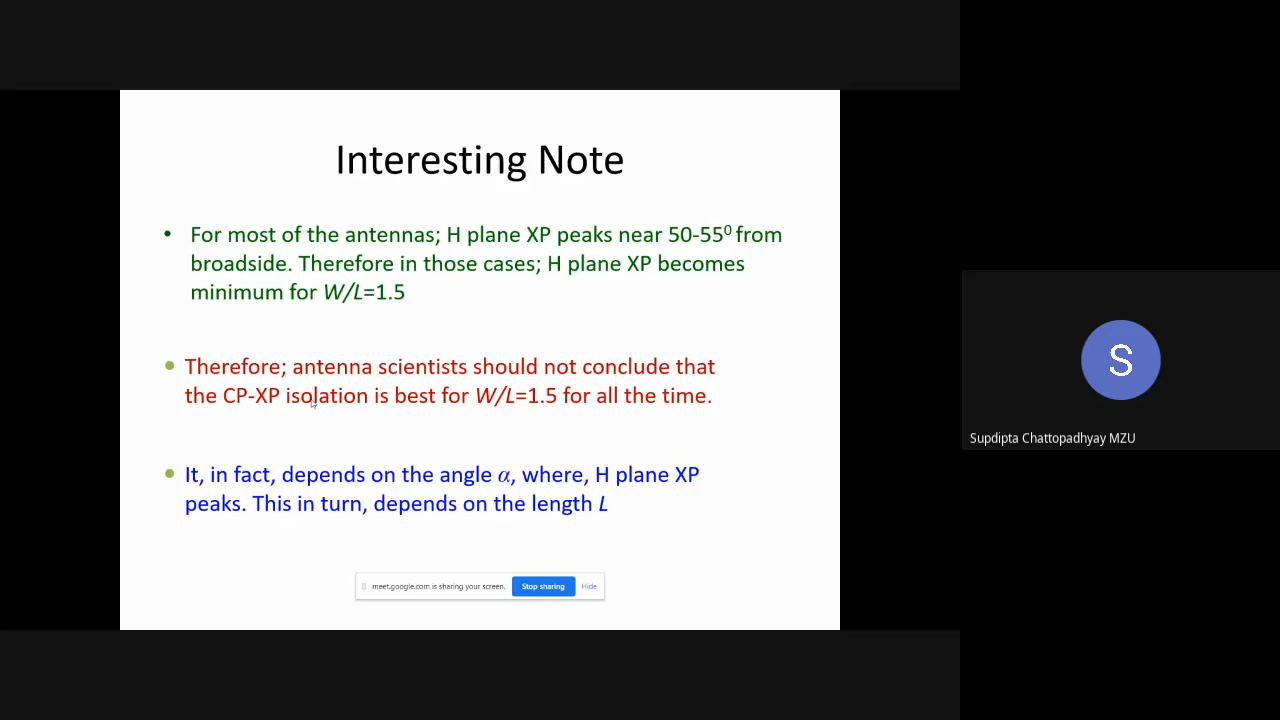 Interesting Note
• For most of the antennas; H plane XP peaks near 50-55⁰ from
broadside. Therefore in those cases; H plane XP becomes
minimum for W/L=1.5
• Therefore; antenna scientists should not conclude that
the CP-XP isolation is best for W/L=1.5 for all the time.
• It, in fact, depends on the angle α, where, H plane XP
peaks. This in turn, depends on the length L
meet.google.com is sharing your screen. Stop sharing Hide
S
Supdipta Chattopadhyay MZU